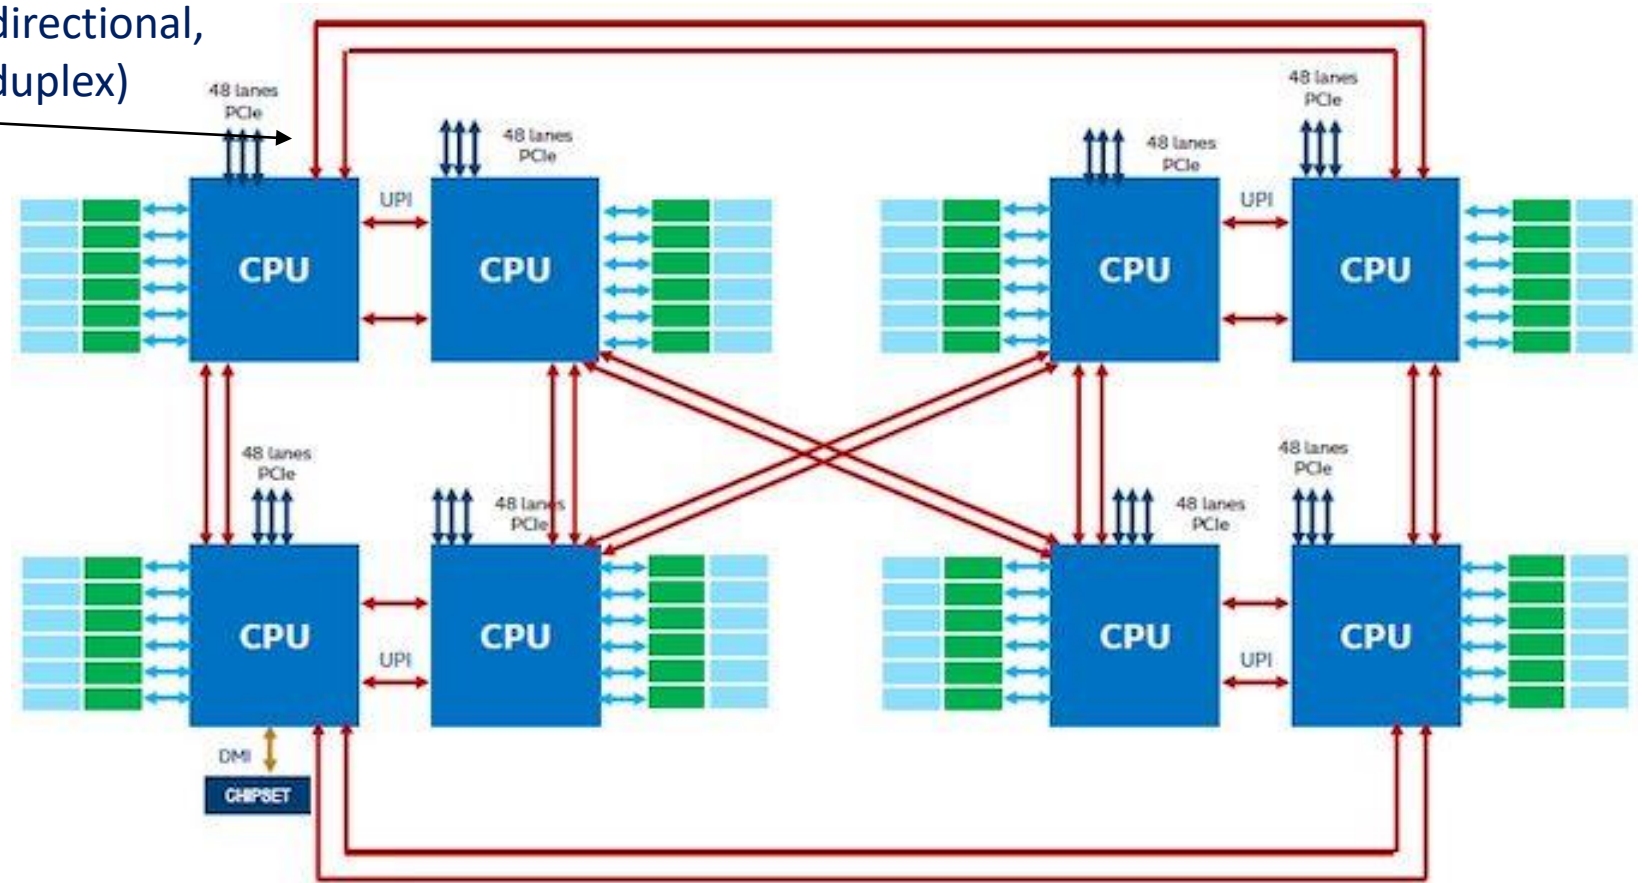 directional,
duplex)
48 lanes
PCIe
48 lanes
PCIe
48 lanes
PCIe
48 lanes
PCIe
UPI
UPI
CPU
CPU
CPU
CPU
48 lanes
PCIe
48 lanes
PCIe
48 lanes
PCIe
48 lanes
PCIe
CPU
CPU
CPU
CPU
UPI
UPI
DMI
CHIPSET